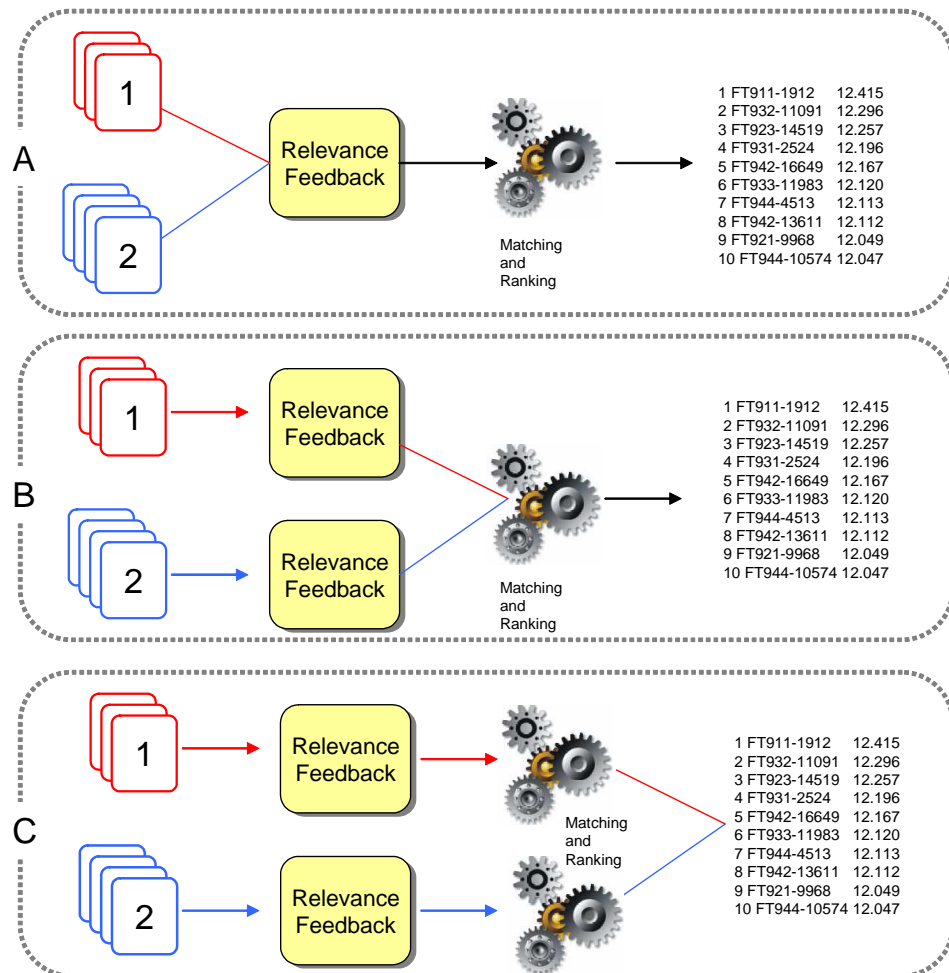 A
1
2
Relevance
Feedback
Matching
and
Ranking
1 FT911-1912 12.415
2 FT932-11091 12.296
3 FT923-14519 12.257
4 FT931-2524 12.196
5 FT942-16649 12.167
6 FT933-11983 12.120
7 FT944-4513 12.113
8 FT942-13611 12.112
9 FT921-9968 12.049
10 FT944-10574 12.047
B
1
Relevance
Feedback
2
Relevance
Feedback
Matching
and
Ranking
1 FT911-1912 12.415
2 FT932-11091 12.296
3 FT923-14519 12.257
4 FT931-2524 12.196
5 FT942-16649 12.167
6 FT933-11983 12.120
7 FT944-4513 12.113
8 FT942-13611 12.112
9 FT921-9968 12.049
10 FT944-10574 12.047
C
1
Relevance
Feedback
2
Relevance
Feedback
Matching
and
Ranking
1 FT911-1912 12.415
2 FT932-11091 12.296
3 FT923-14519 12.257
4 FT931-2524 12.196
5 FT942-16649 12.167
6 FT933-11983 12.120
7 FT944-4513 12.113
8 FT942-13611 12.112
9 FT921-9968 12.049
10 FT944-10574 12.047